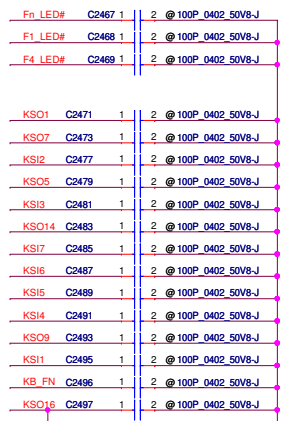 Fn_LED# C2467 1 2 @ 100P_0402_50V8-J
F1_LED# C2468 1 2 @ 100P_0402_50V8-J
F4_LED# C2469 1 2 @ 100P_0402_50V8-J
KSO1 C2471 1 2 @ 100P_0402_50V8-J
KSO7 C2473 1 2 @ 100P_0402_50V8-J
KSI2 C2477 1 2 @ 100P_0402_50V8-J
KSO5 C2479 1 2 @ 100P_0402_50V8-J
KSI3 C2481 1 2 @ 100P_0402_50V8-J
KSO14 C2483 1 2 @ 100P_0402_50V8-J
KSI7 C2485 1 2 @ 100P_0402_50V8-J
KSI6 C2487 1 2 @ 100P_0402_50V8-J
KSI5 C2489 1 2 @ 100P_0402_50V8-J
KSI4 C2491 1 2 @ 100P_0402_50V8-J
KSO9 C2493 1 2 @ 100P_0402_50V8-J
KSI1 C2495 1 2 @ 100P_0402_50V8-J
KB_FN C2496 1 2 @ 100P_0402_50V8-J
KSO16 C2497 1 2 @ 100P_0402_50V8-J